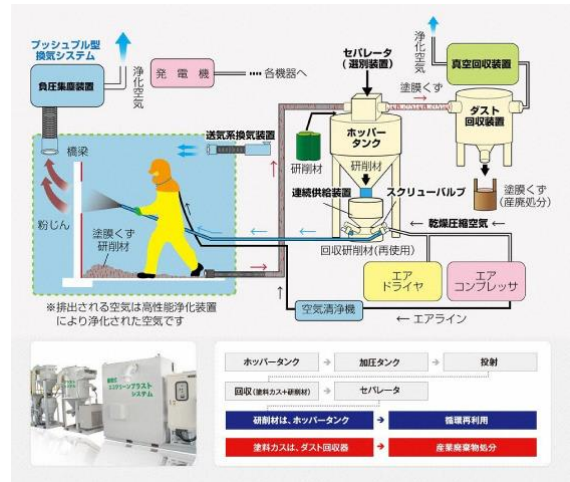 プッシュプル型
換気システム
負圧集塵装置
浄化空気
発電機
各機器へ
セパレータ
(選別装置)
浄化空気
真空回収装置
塗膜くず
ダスト
回収装置
ホッパー
タンク
送気系換気装置
橋梁
研削材
研削材
粉じん
連続供給装置
スクリューバルブ
塗膜くず
(産廃処分)
乾燥圧縮空気
塗膜くず
研削材
回収研削材(再使用)
エア
ドライヤ
エア
コンプレッサ
空気清浄機
← エアライン
※排出される空気は高性能浄化装置
により浄化された空気です
システム
ホッパータンク → 加圧タンク → 投射
回収(塗料カス+研削材) → セパレータ
研削材は、ホッパータンク → 循環再利用
塗料カスは、ダスト回収器 → 産業廃棄物処分